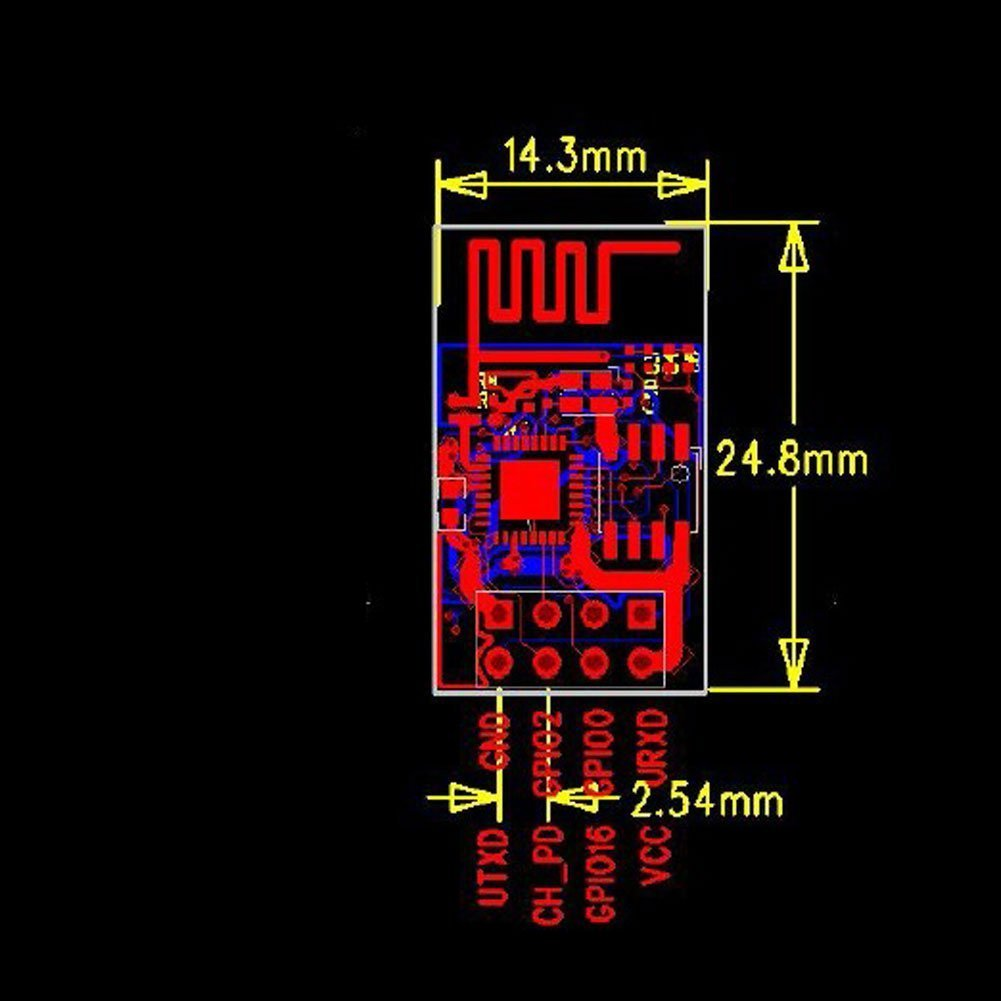 14.3mm
24.8mm
GND GPIO2 GPIO0 URXD
2.54mm
UTXD CH_PD GPIO16 VCC